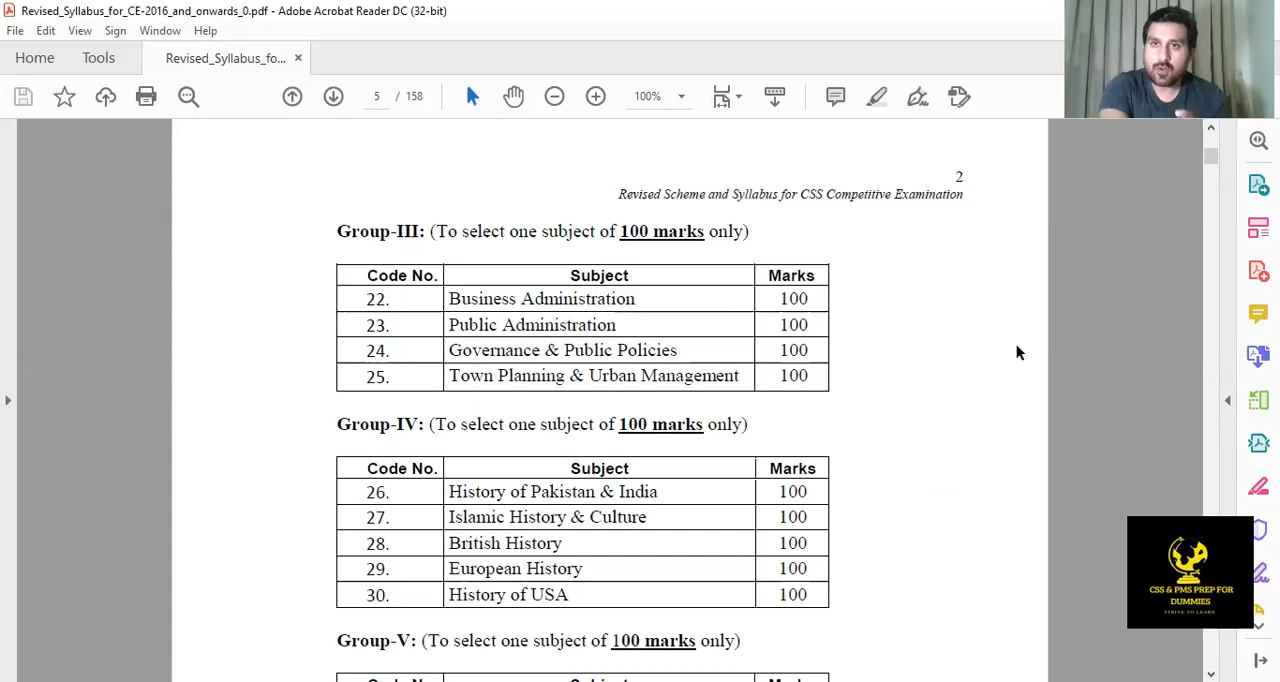 Revised_Syllabus_for_CE-2016_and_onwards_0.pdf - Adobe Acrobat Reader DC (32-bit)
File Edit View Sign Window Help
Home Tools Revised_Syllabus_fo... ×
5 / 158 100%
2
Revised Scheme and Syllabus for CSS Competitive Examination
Group-III: (To select one subject of 100 marks only)
Code No. Subject Marks
22. Business Administration 100
23. Public Administration 100
24. Governance & Public Policies 100
25. Town Planning & Urban Management 100
Group-IV: (To select one subject of 100 marks only)
Code No. Subject Marks
26. History of Pakistan & India 100
27. Islamic History & Culture 100
28. British History 100
29. European History 100
30. History of USA 100
Group-V: (To select one subject of 100 marks only)
CSS & PMS PREP FOR
DUMMIES
STRIVE TO LEARN